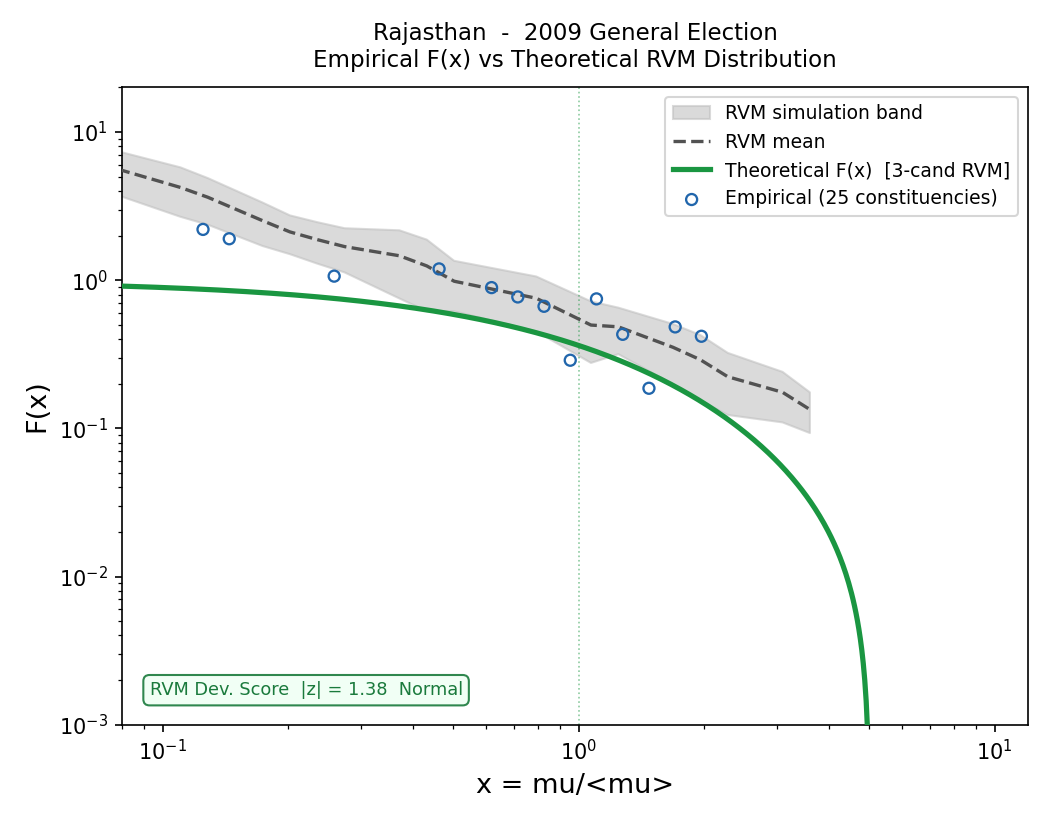 Rajasthan  -  2009 General Election
Empirical F(x) vs Theoretical RVM Distribution
RVM simulation band
RVM mean
Theoretical F(x)  [3-cand RVM]
Empirical (25 constituencies)
F(x)
10¹
10⁰
10⁻¹
10⁻²
10⁻³
RVM Dev. Score  |z| = 1.38  Normal
10⁻¹
10⁰
10¹
x = mu/<mu>